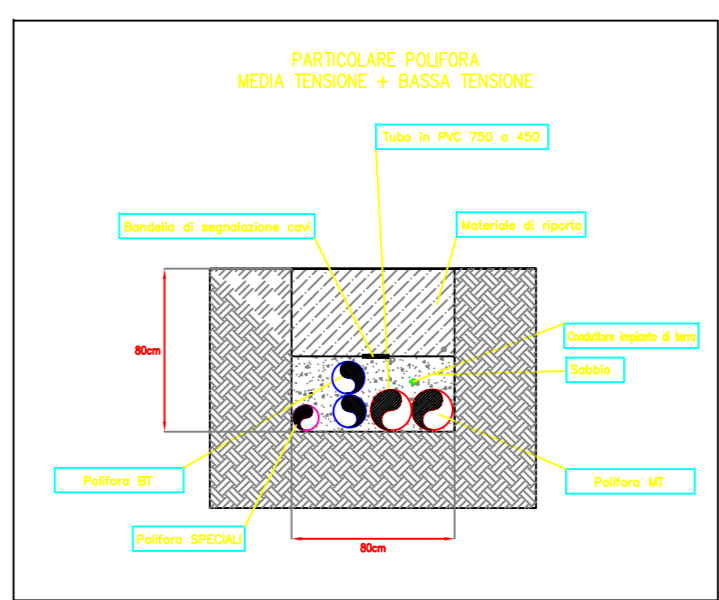 PARTICOLARE POLIFORA
MEDIA TENSIONE + BASSA TENSIONE
Tubo in PVC 750 o 450
Bandella di segnalazione cavi
Materiale di riporto
Conduttore impianto di terra
80cm
Sabbia
Polifora BT
Polifora MT
Polifora SPECIALI
80cm